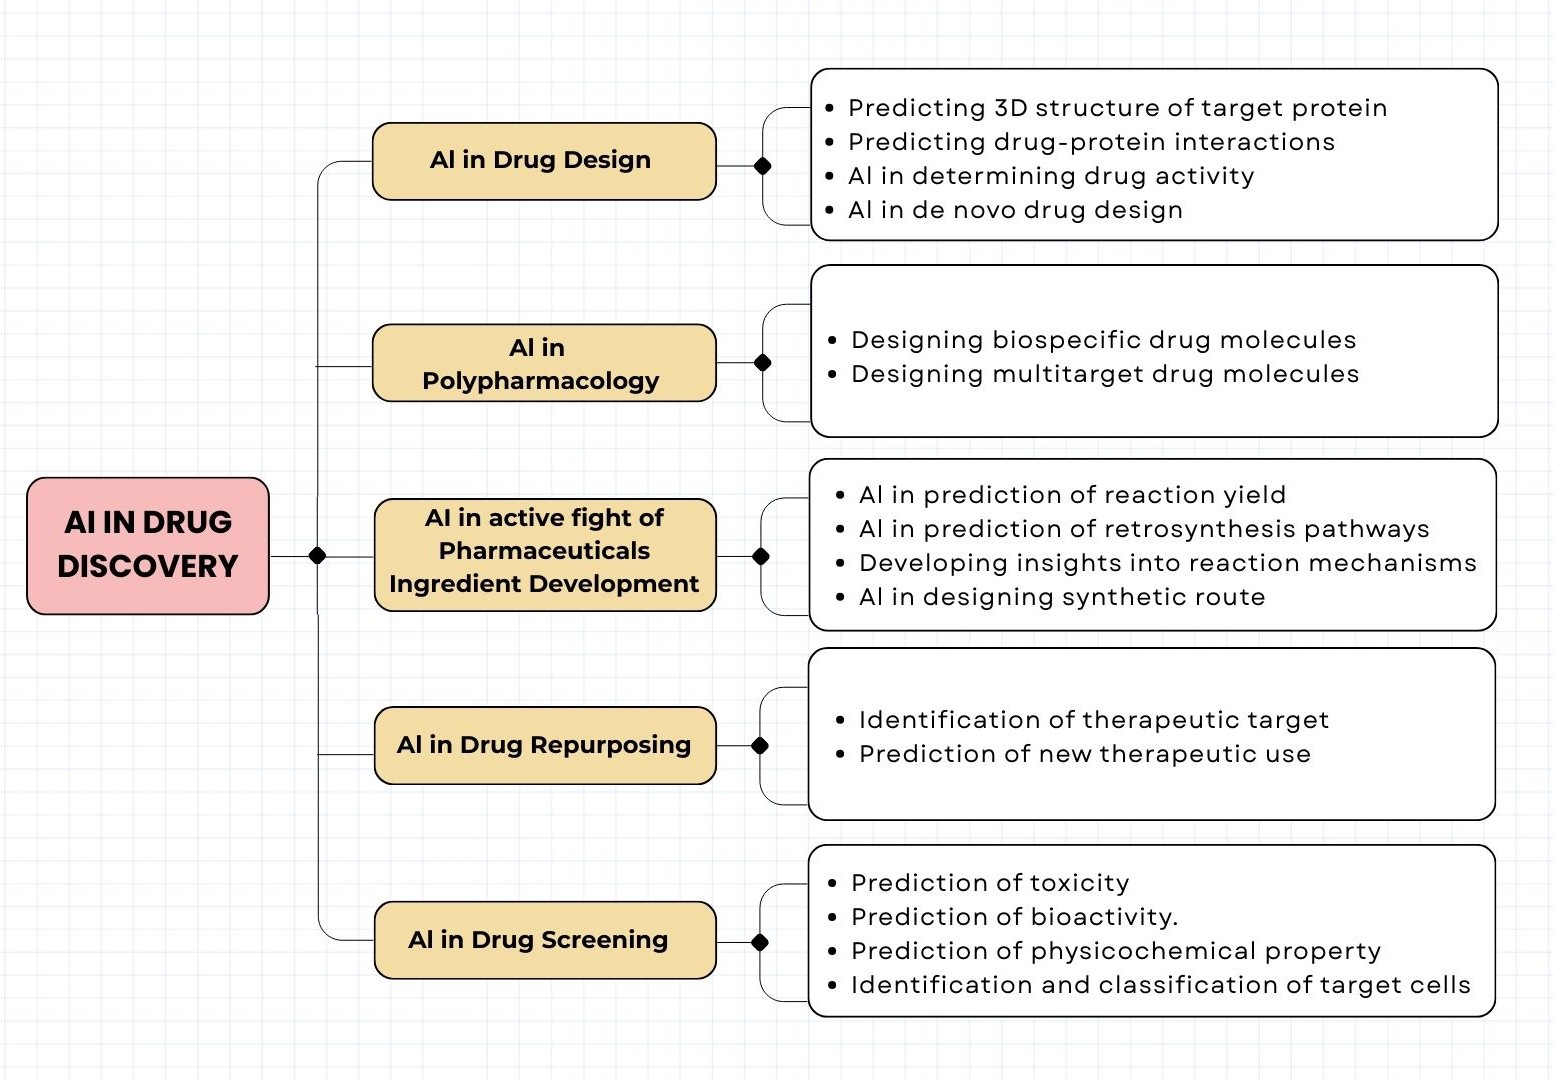 AI IN DRUG
DISCOVERY
AI in Drug Design
• Predicting 3D structure of target protein
• Predicting drug-protein interactions
• AI in determining drug activity
• AI in de novo drug design
AI in
Polypharmacology
• Designing biospecific drug molecules
• Designing multitarget drug molecules
AI in active fight of
Pharmaceuticals
Ingredient Development
• AI in prediction of reaction yield
• AI in prediction of retrosynthesis pathways
• Developing insights into reaction mechanisms
• AI in designing synthetic route
AI in Drug Repurposing
• Identification of therapeutic target
• Prediction of new therapeutic use
AI in Drug Screening
• Prediction of toxicity
• Prediction of bioactivity.
• Prediction of physicochemical property
• Identification and classification of target cells